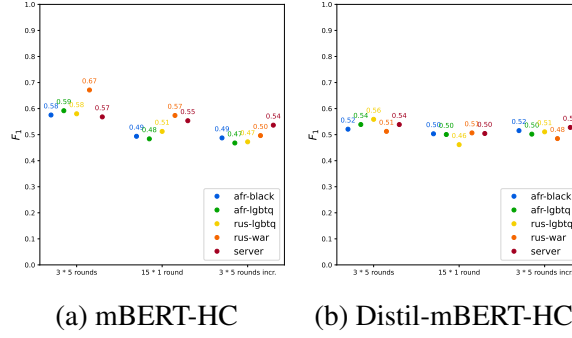 1.0
0.9
0.8
0.7
0.6
0.5
0.4
0.3
0.2
0.1
0.0
F1
0.58 0.59 0.58 0.67 0.57
0.49 0.48 0.51 0.57 0.55
0.49 0.47 0.47 0.50 0.54
afr-black
afr-lgbtq
rus-lgbtq
rus-war
server
3 * 5 rounds 15 * 1 round 3 * 5 rounds incr.
(a) mBERT-HC
1.0
0.9
0.8
0.7
0.6
0.5
0.4
0.3
0.2
0.1
0.0
F1
0.52 0.54 0.56 0.51 0.54
0.50 0.50 0.46 0.51 0.50
0.52 0.50 0.51 0.48
afr-black
afr-lgbtq
rus-lgbtq
rus-war
server
3 * 5 rounds 15 * 1 round 3 * 5 rounds incr.
(b) Distil-mBERT-HC